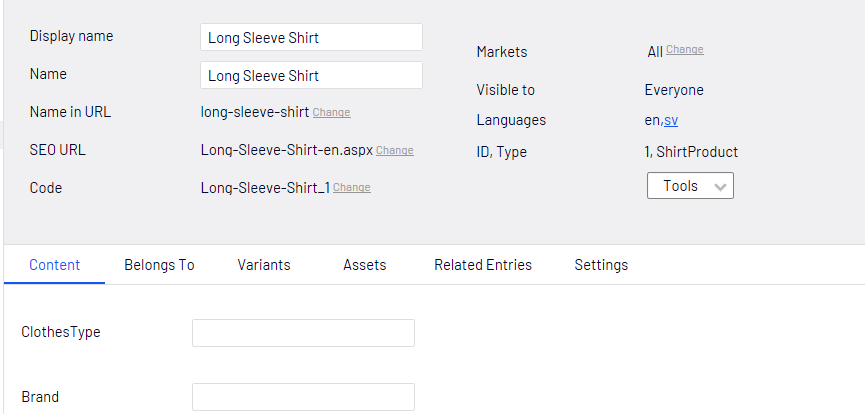 Display name Long Sleeve Shirt
Name Long Sleeve Shirt
Name in URL long-sleeve-shirt Change
SEO URL Long-Sleeve-Shirt-en.aspx Change
Code Long-Sleeve-Shirt_1 Change
Markets All Change
Visible to Everyone
Languages en,sv
ID, Type 1, ShirtProduct
Tools
Content Belongs To Variants Assets Related Entries Settings
ClothesType
Brand